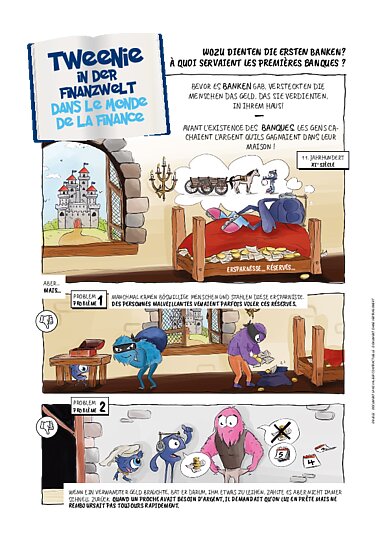 TWEENIE
IN DER
FINANZWELT
DANS LE MONDE
DE LA FINANCE
WOZU DIENTEN DIE ERSTEN BANKEN?
À QUOI SERVAIENT LES PREMIÈRES BANQUES ?
BEVOR ES BANKEN GAB, VERSTECKTEN DIE
MENSCHEN DAS GELD, DAS SIE VERDIENTEN,
IN IHREM HAUS!
AVANT L'EXISTENCE DES BANQUES, LES GENS CA-
CHAIENT L'ARGENT QU'ILS GAGNAIENT DANS LEUR
MAISON !
11. JAHRHUNDERT
XIE SIÈCLE
ERSPARNISSE... RÉSERVES...
ABER...
MAIS...
PROBLEM
PROBLÈME 1
MANCHMAL KAMEN BÖSWILLIGE MENSCHEN UND STAHLEN DIESE ERSPARNISSE.
DES PERSONNES MALVEILLANTES VENAIENT PARFOIS VOLER CES RÉSERVES.
PROBLEM
PROBLÈME 2
WENN EIN VERWANDTER GELD BRAUCHTE, BAT ER DARUM, IHM ETWAS ZU LEIHEN, ZAHLTE ES ABER NICHT IMMER
SCHNELL ZURÜCK. QUAND UN PROCHE AVAIT BESOIN D'ARGENT, IL DEMANDAIT QU'ON LUI EN PRÊTE MAIS NE
REMBOURSAIT PAS TOUJOURS RAPIDEMENT.